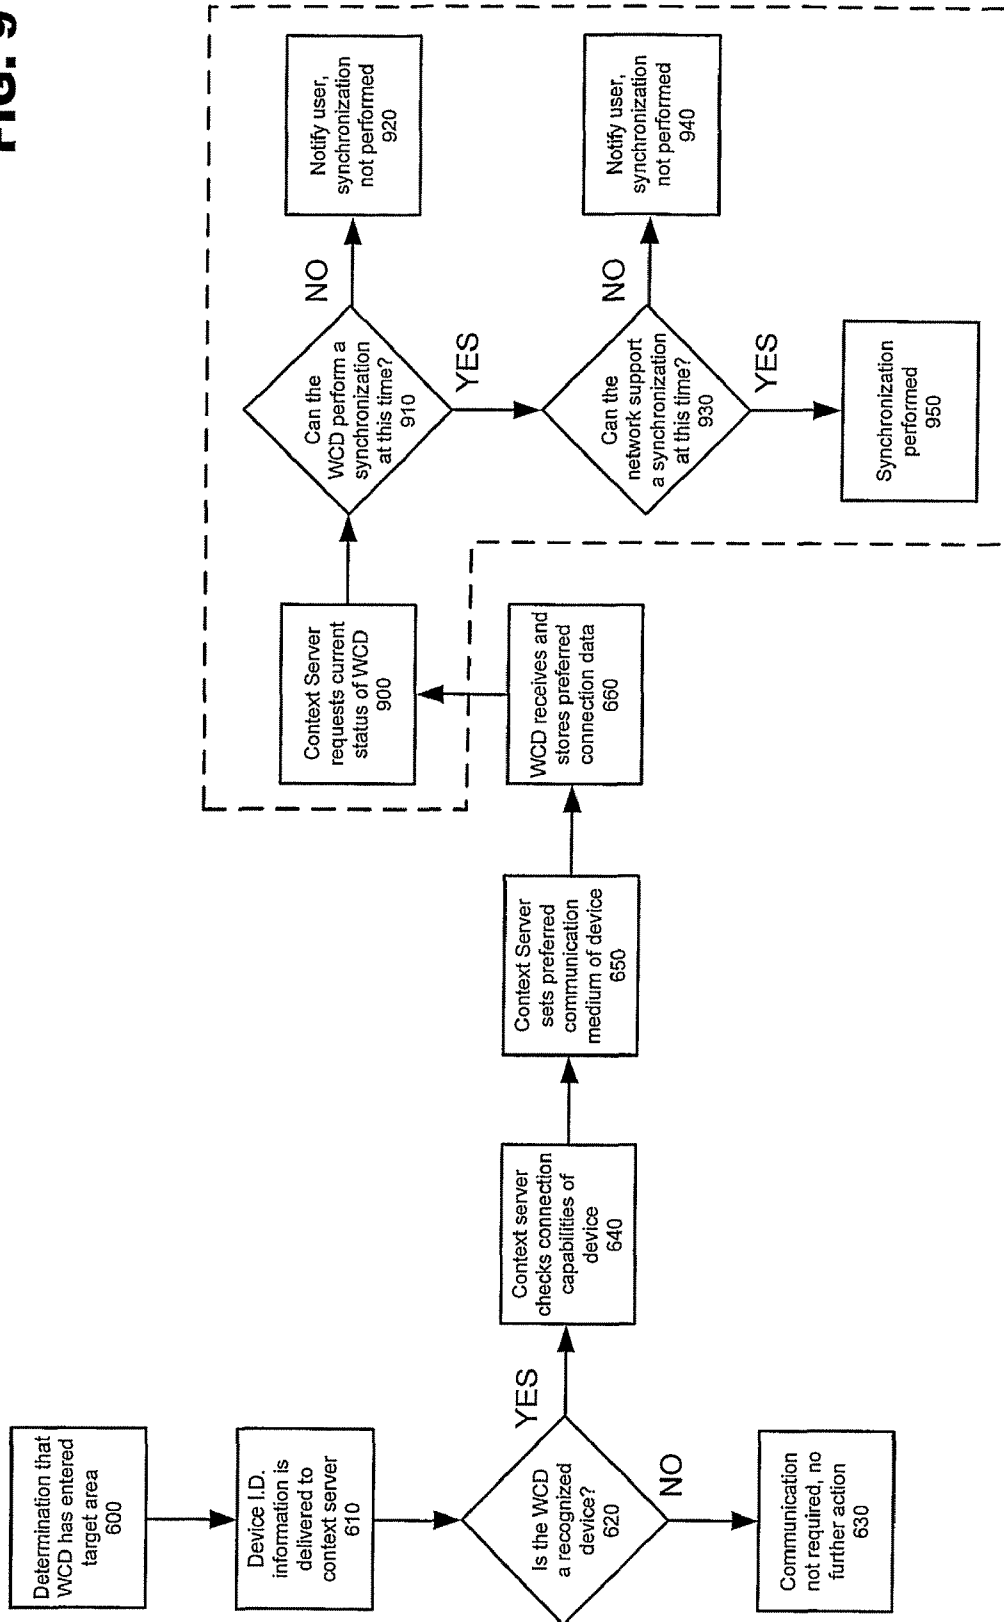 FIG. 9
Determination that
WCD has entered
target area
600
Device I.D.
information is
delivered to
context server
610
Is the WCD
a recognized
device?
620
YES
NO
Communication
not required, no
further action
630
Context server
checks connection
capabilities of
device
640
Context Server
sets preferred
communication
medium of device
650
WCD receives and
stores preferred
connection data
660
Context Server
requests current
status of WCD
900
Can the
WCD perform a
synchronization
at this time?
910
NO
Notify user,
synchronization
not performed
920
YES
Can the
network support
a synchronization
at this time?
930
NO
Notify user,
synchronization
not performed
940
YES
Synchronization
performed
950